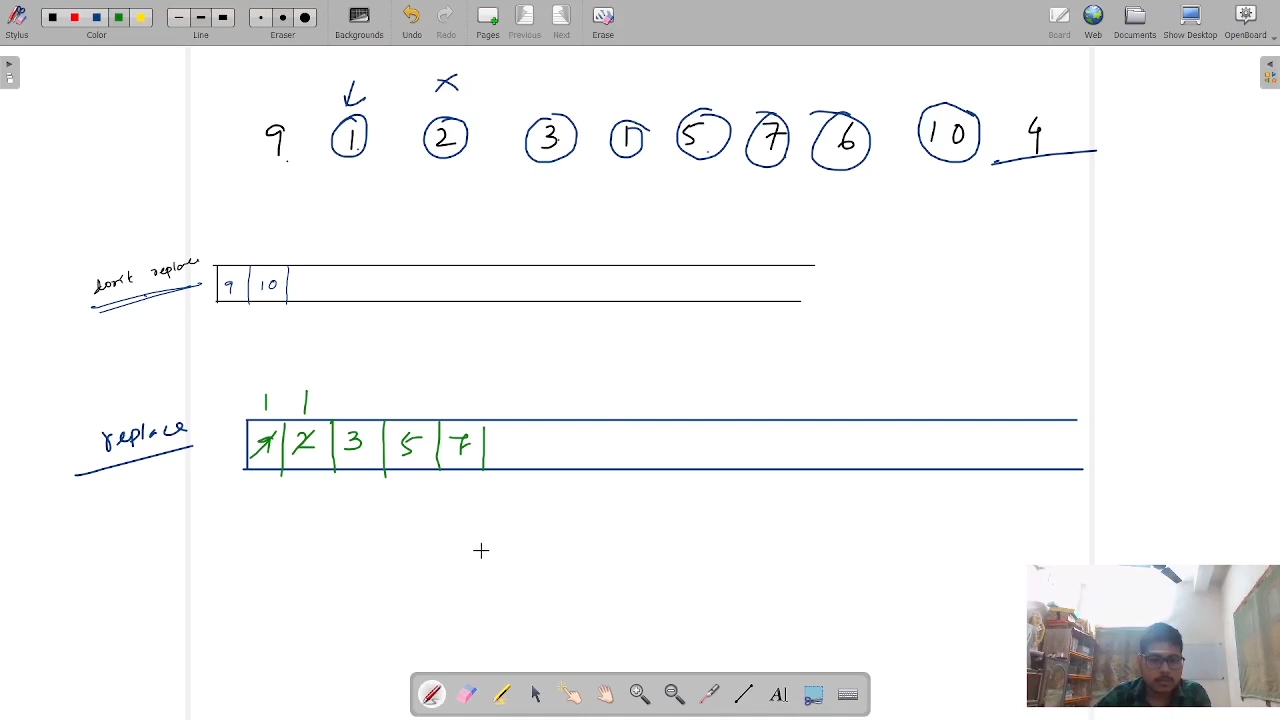 Stylus Color Line Eraser Backgrounds Undo Redo Pages Previous Next Erase Board Web Documents Show Desktop OpenBoard
9 1 2 3 1 5 7 6 10 4
don't replace 9 10
1 1
replace 1 2 3 5 7
AI